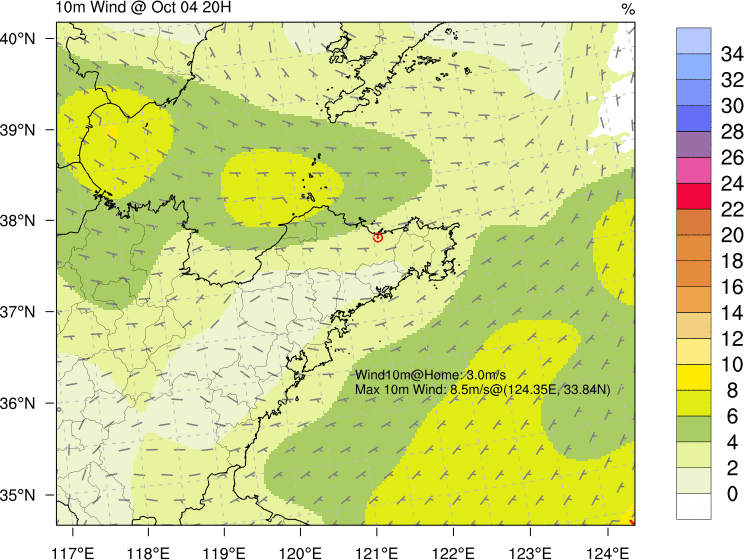 10m Wind @ Oct 04 20H
%
40°N
39°N
38°N
37°N
36°N
35°N
Wind10m@Home: 3.0m/s
Max 10m Wind: 8.5m/s@(124.35E, 33.84N)
117°E 118°E 119°E 120°E 121°E 122°E 123°E 124°E
34
32
30
28
26
24
22
20
18
16
14
12
10
8
6
4
2
0